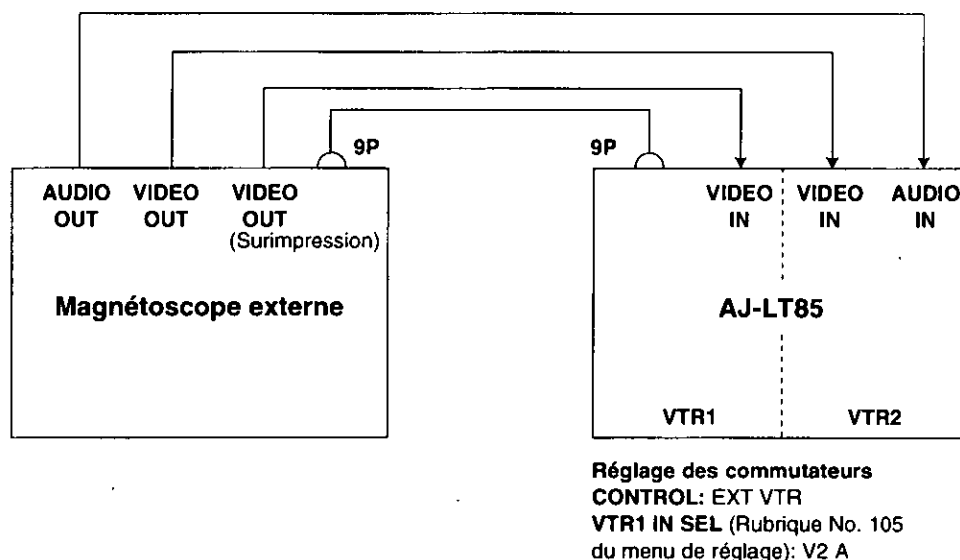 9P
9P
AUDIO OUT
VIDEO OUT
VIDEO OUT
(Surimpression)
Magnétoscope externe
VIDEO IN
VIDEO IN
AUDIO IN
AJ-LT85
VTR1
VTR2
Réglage des commutateurs
CONTROL: EXT VTR
VTR1 IN SEL (Rubrique No. 105
du menu de réglage): V2 A